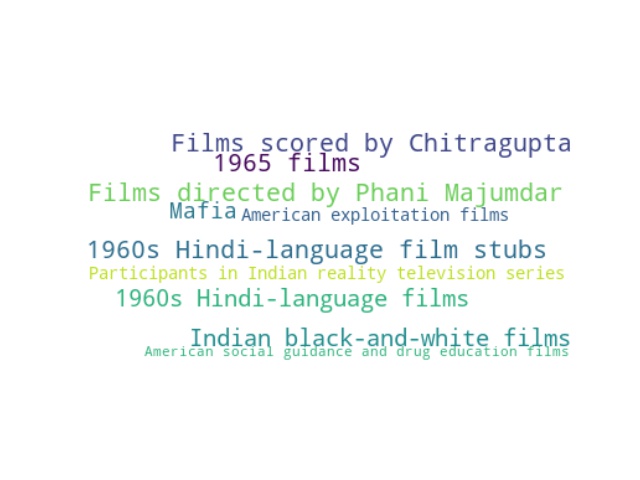 Films scored by Chitragupta
1965 films
Films directed by Phani Majumdar
Mafia American exploitation films
1960s Hindi-language film stubs
Participants in Indian reality television series
1960s Hindi-language films
Indian black-and-white films
American social guidance and drug education films